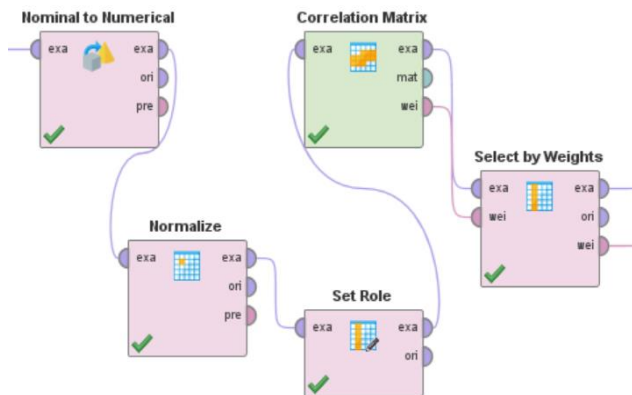 Nominal to Numerical
exa exa
ori
pre
Correlation Matrix
exa exa
mat
wei
Select by Weights
exa exa
wei ori
wei
Normalize
exa exa
ori
pre
Set Role
exa exa
ori